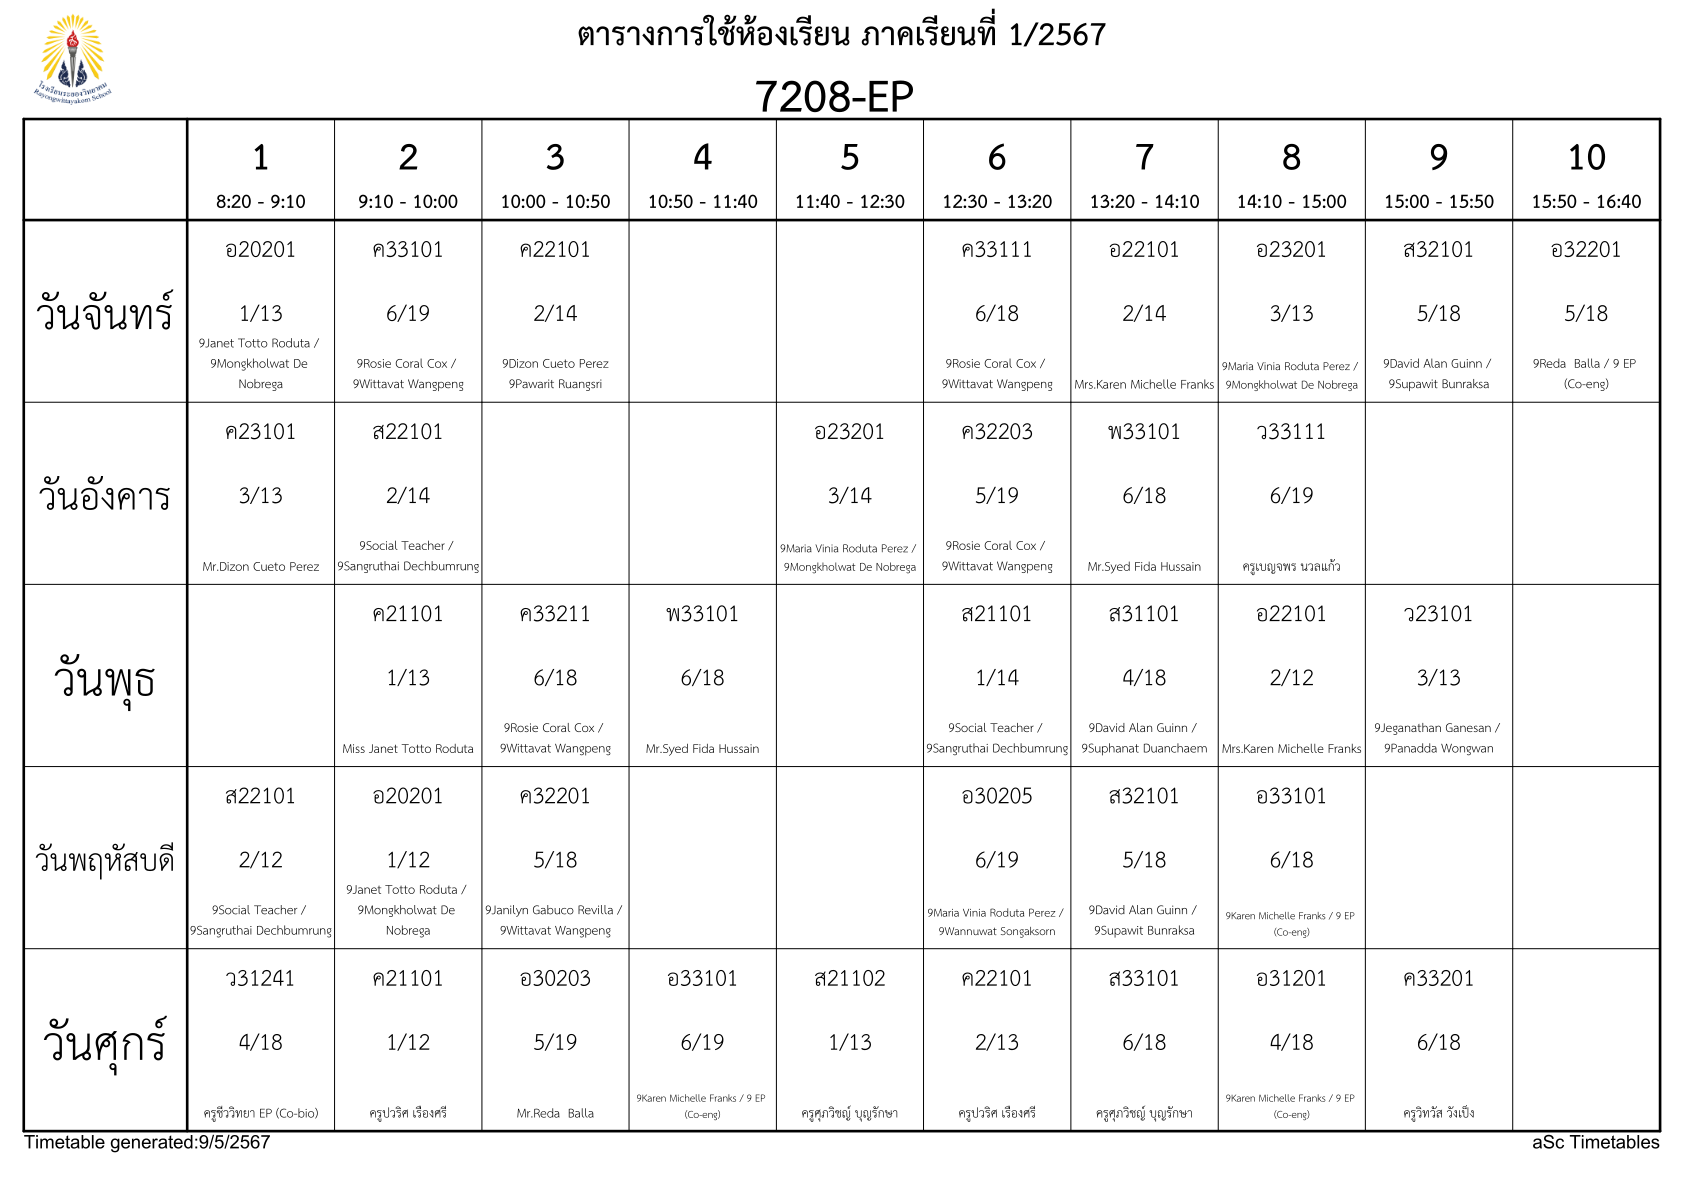 ตารางการใช้ห้องเรียน ภาคเรียนที่ 1/2567
7208-EP
โรงเรียนระยองวิทยาคม
Rayongwittayakom School
1 2 3 4 5 6 7 8 9 10
8:20 - 9:10 9:10 - 10:00 10:00 - 10:50 10:50 - 11:40 11:40 - 12:30 12:30 - 13:20 13:20 - 14:10 14:10 - 15:00 15:00 - 15:50 15:50 - 16:40
วันจันทร์
อ20201
1/13
9Janet Totto Roduta /
9Mongkholwat De
Nobrega
ค33101
6/19
9Rosie Coral Cox /
9Wittavat Wangpeng
ค22101
2/14
9Dizon Cueto Perez
9Pawarit Ruangsri
ค33111
6/18
9Rosie Coral Cox /
9Wittavat Wangpeng
อ22101
2/14
Mrs.Karen Michelle Franks
อ23201
3/13
9Maria Vinia Roduta Perez /
9Mongkholwat De Nobrega
ส32101
5/18
9David Alan Guinn /
9Supawit Bunraksa
อ32201
5/18
9Reda Balla / 9 EP
(Co-eng)
วันอังคาร
ค23101
3/13
Mr.Dizon Cueto Perez
ส22101
2/14
9Social Teacher /
9Sangruthai Dechbumrung
อ23201
3/14
9Maria Vinia Roduta Perez /
9Mongkholwat De Nobrega
ค32203
5/19
9Rosie Coral Cox /
9Wittavat Wangpeng
พ33101
6/18
Mr.Syed Fida Hussain
ว33111
6/19
ครูเบญจพร นวลแก้ว
วันพุธ
ค21101
1/13
Miss Janet Totto Roduta
ค33211
6/18
9Rosie Coral Cox /
9Wittavat Wangpeng
พ33101
6/18
Mr.Syed Fida Hussain
ส21101
1/14
9Social Teacher /
9Sangruthai Dechbumrung
ส31101
4/18
9David Alan Guinn /
9Suphanat Duanchaem
อ22101
2/12
Mrs.Karen Michelle Franks
ว23101
3/13
9Jeganathan Ganesan /
9Panadda Wongwan
วันพฤหัสบดี
ส22101
2/12
9Social Teacher /
9Sangruthai Dechbumrung
อ20201
1/12
9Janet Totto Roduta /
9Mongkholwat De
Nobrega
ค32201
5/18
9Janilyn Gabuco Revilla /
9Wittavat Wangpeng
อ30205
6/19
9Maria Vinia Roduta Perez /
9Wannuwat Songaksorn
ส32101
5/18
9David Alan Guinn /
9Supawit Bunraksa
อ33101
6/18
9Karen Michelle Franks / 9 EP
(Co-eng)
วันศุกร์
ว31241
4/18
ครูชีววิทยา EP (Co-bio)
ค21101
1/12
ครูปวริศ เรืองศรี
อ30203
5/19
Mr.Reda Balla
อ33101
6/19
9Karen Michelle Franks / 9 EP
(Co-eng)
ส21102
1/13
ครูศุภวิชญ์ บุญรักษา
ค22101
2/13
ครูปวริศ เรืองศรี
ส33101
6/18
ครูศุภวิชญ์ บุญรักษา
อ31201
4/18
9Karen Michelle Franks / 9 EP
(Co-eng)
ค33201
6/18
ครูวิทวัส วังเป็ง
Timetable generated:9/5/2567
aSc Timetables